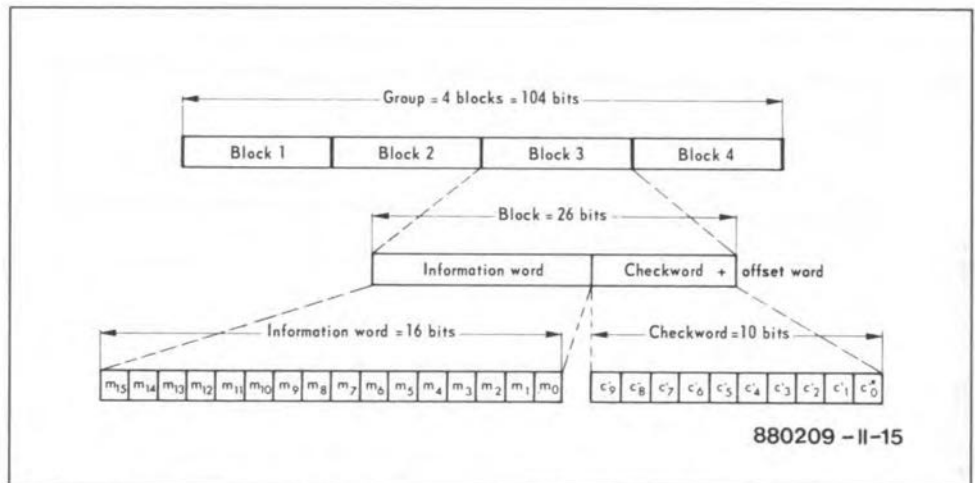 Group = 4 blocks = 104 bits
Block 1 Block 2 Block 3 Block 4
Block = 26 bits
Information word Checkword + offset word
Information word = 16 bits Checkword = 10 bits
m₁₅ m₁₄ m₁₃ m₁₂ m₁₁ m₁₀ m₉ m₈ m₇ m₆ m₅ m₄ m₃ m₂ m₁ m₀ c'₉ c'₈ c'₇ c'₆ c'₅ c'₄ c'₃ c'₂ c'₁ c'₀
880209 - II-15